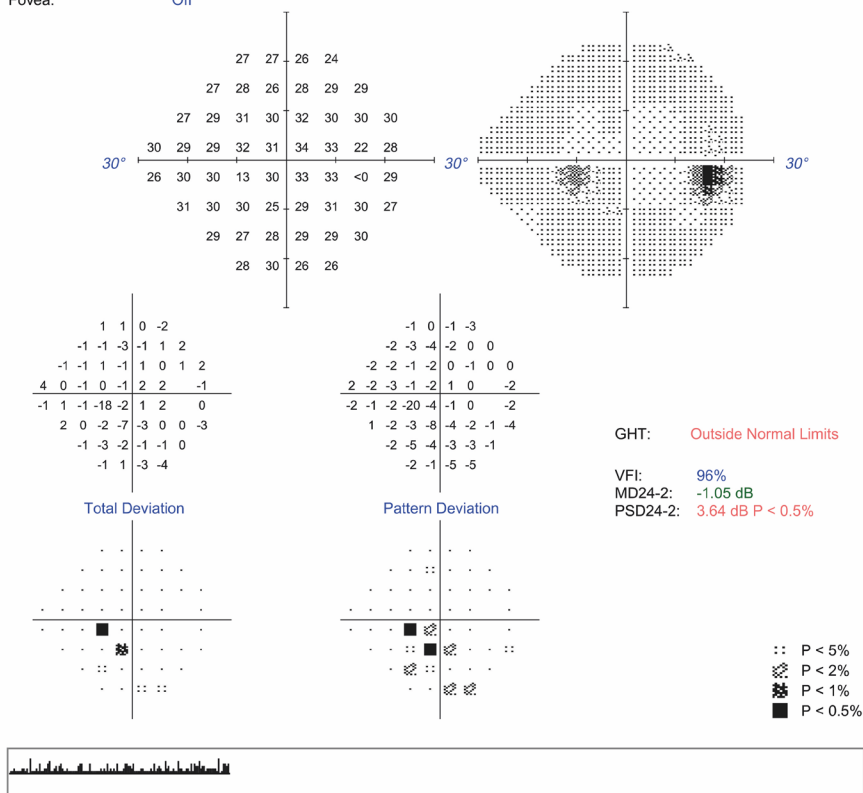 Fovea: Off
27 27 26 24
27 28 26 28 29 29
27 29 31 30 32 30 30 30
30 29 29 32 31 34 33 22 28
30° 30° 30°
26 30 30 13 30 33 33 <0 29
31 30 30 25 29 31 30 27
29 27 28 29 29 30
28 30 26 26
1 1 0 -2
-1 -1 -3 -1 1 2
-1 -1 1 -1 1 0 1 2
4 0 -1 0 -1 2 2 -1
-1 1 -1 -18 -2 1 2 0
2 0 -2 -7 -3 0 0 -3
-1 -3 -2 -1 -1 0
-1 1 -3 -4
Total Deviation
-1 0 -1 -3
-2 -3 -4 -2 0 0
-2 -2 -1 -2 0 -1 0 0
2 -2 -3 -1 -2 1 0 -2
-2 -1 -2 -20 -4 -1 0 -2
1 -2 -3 -8 -4 -2 -1 -4
-2 -5 -4 -3 -3 -1
-2 -1 -5 -5
Pattern Deviation
GHT: Outside Normal Limits
VFI: 96%
MD24-2: -1.05 dB
PSD24-2: 3.64 dB P < 0.5%
P < 5%
P < 2%
P < 1%
P < 0.5%